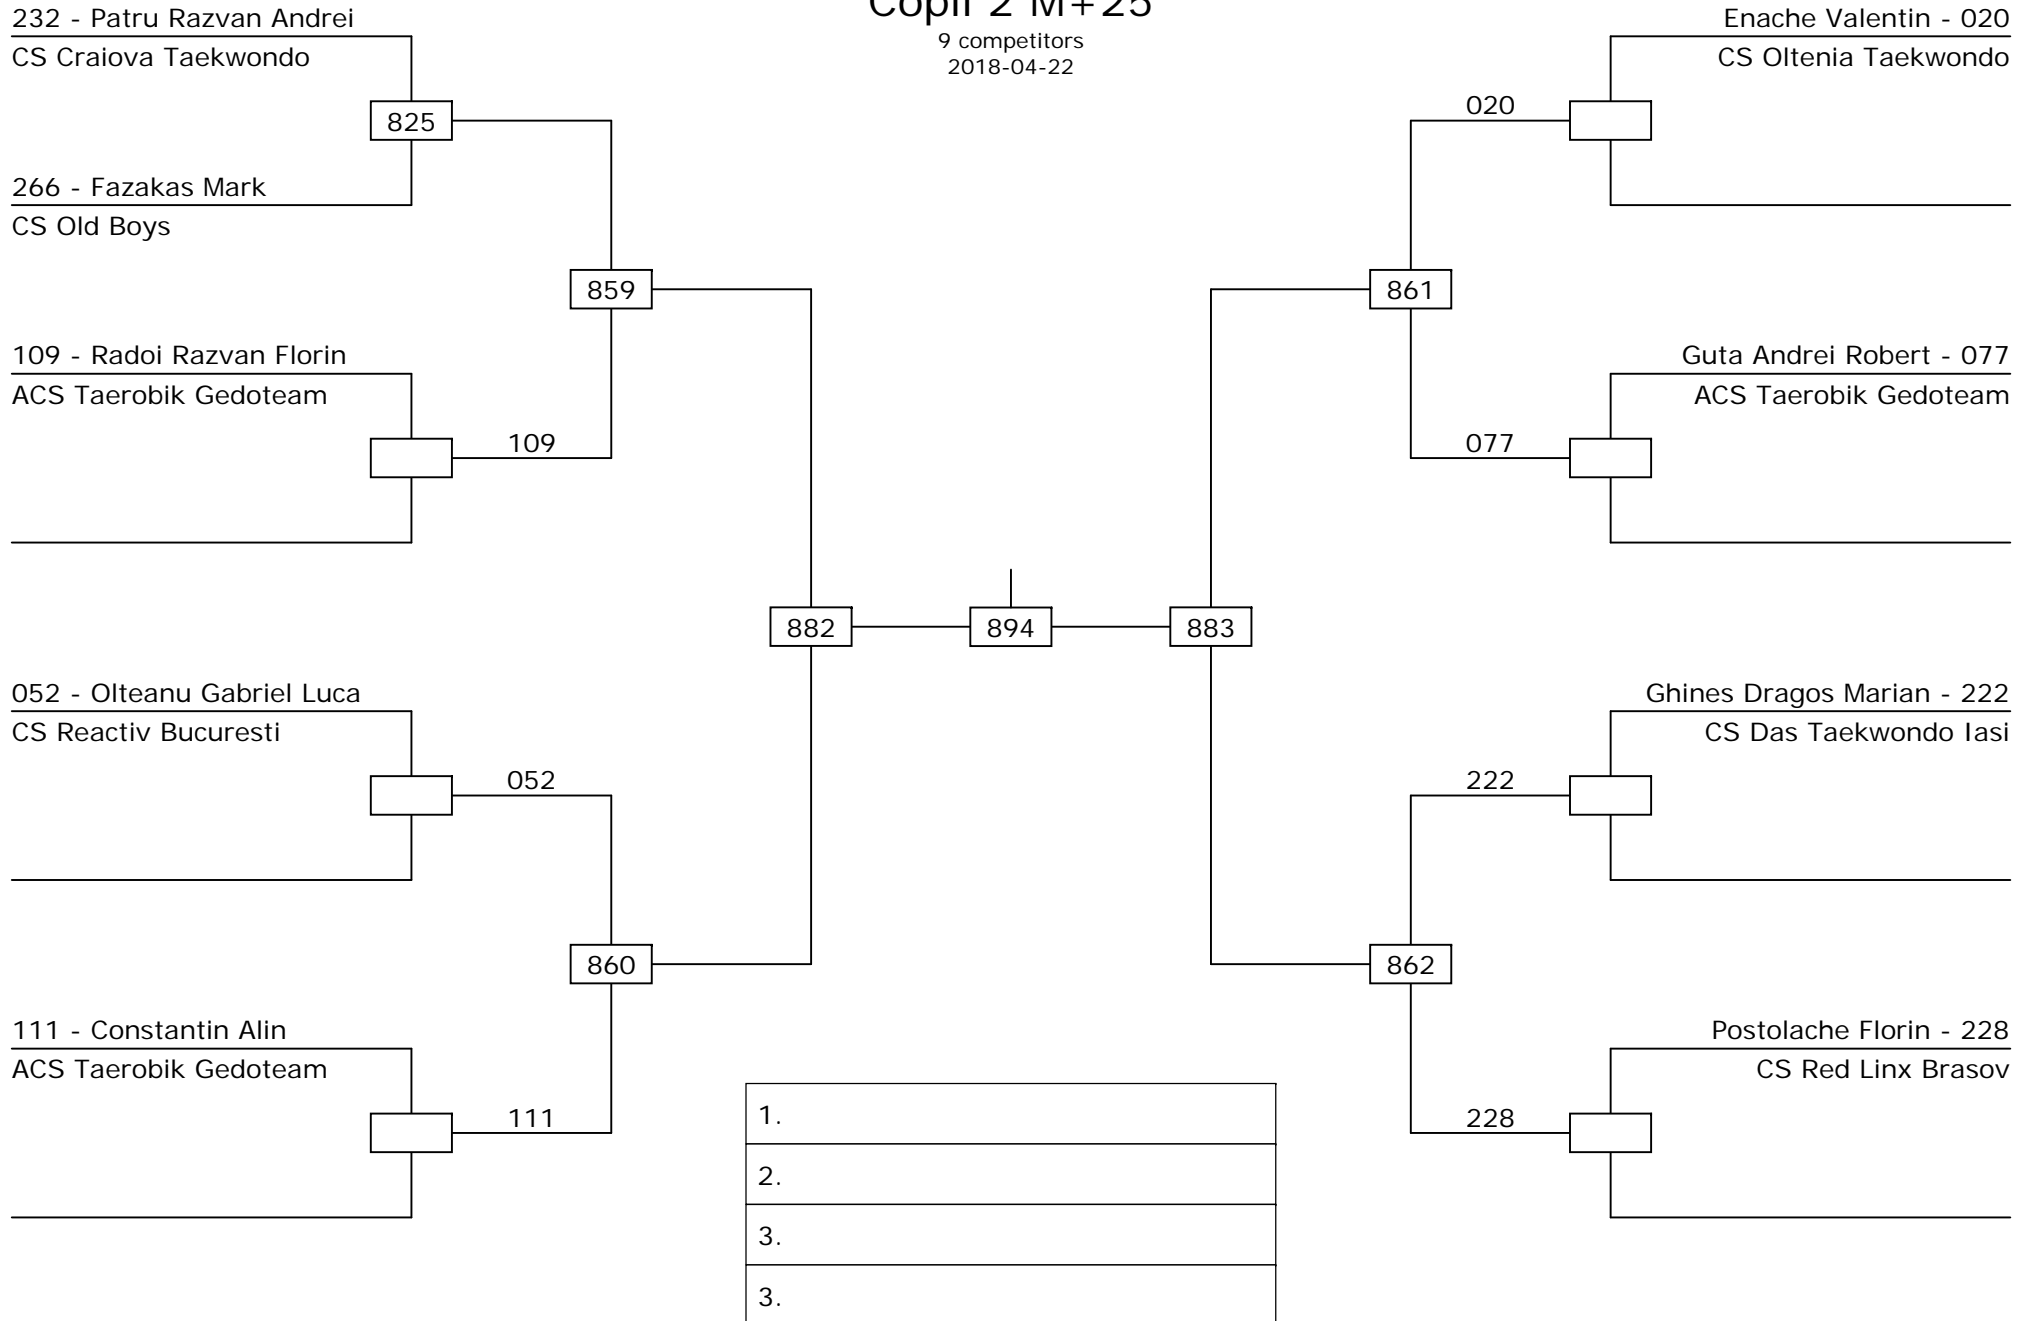 Copii 2 M+25
9 competitors
2018-04-22
232 - Patru Razvan Andrei
CS Craiova Taekwondo
825
266 - Fazakas Mark
CS Old Boys
859
109 - Radoi Razvan Florin
ACS Taerobik Gedoteam
109
882
052 - Olteanu Gabriel Luca
CS Reactiv Bucuresti
052
860
111 - Constantin Alin
ACS Taerobik Gedoteam
111
894
Enache Valentin - 020
CS Oltenia Taekwondo
020
861
Guta Andrei Robert - 077
ACS Taerobik Gedoteam
077
883
Ghines Dragos Marian - 222
CS Das Taekwondo Iasi
222
862
Postolache Florin - 228
CS Red Linx Brasov
228
1.
2.
3.
3.